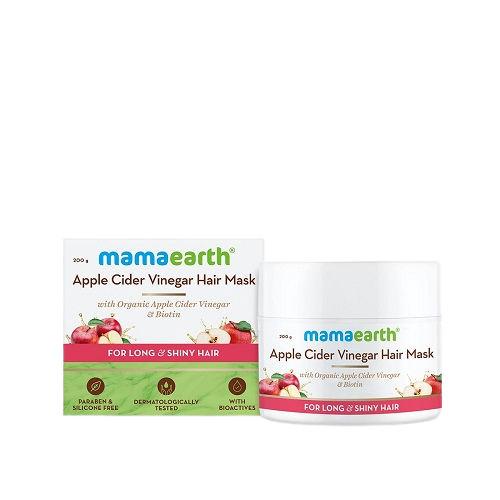 200 g
mamaearth®
Apple Cider Vinegar Hair Mask
with Organic Apple Cider Vinegar
& Biotin
FOR LONG & SHINY HAIR
PARABEN &
SILICONE FREE
DERMATOLOGICALLY
TESTED
WITH
BIOACTIVES
200 g
mamaearth®
Apple Cider Vinegar Hair Mask
with Organic Apple Cider Vinegar
& Biotin
FOR LONG & SHINY HAIR